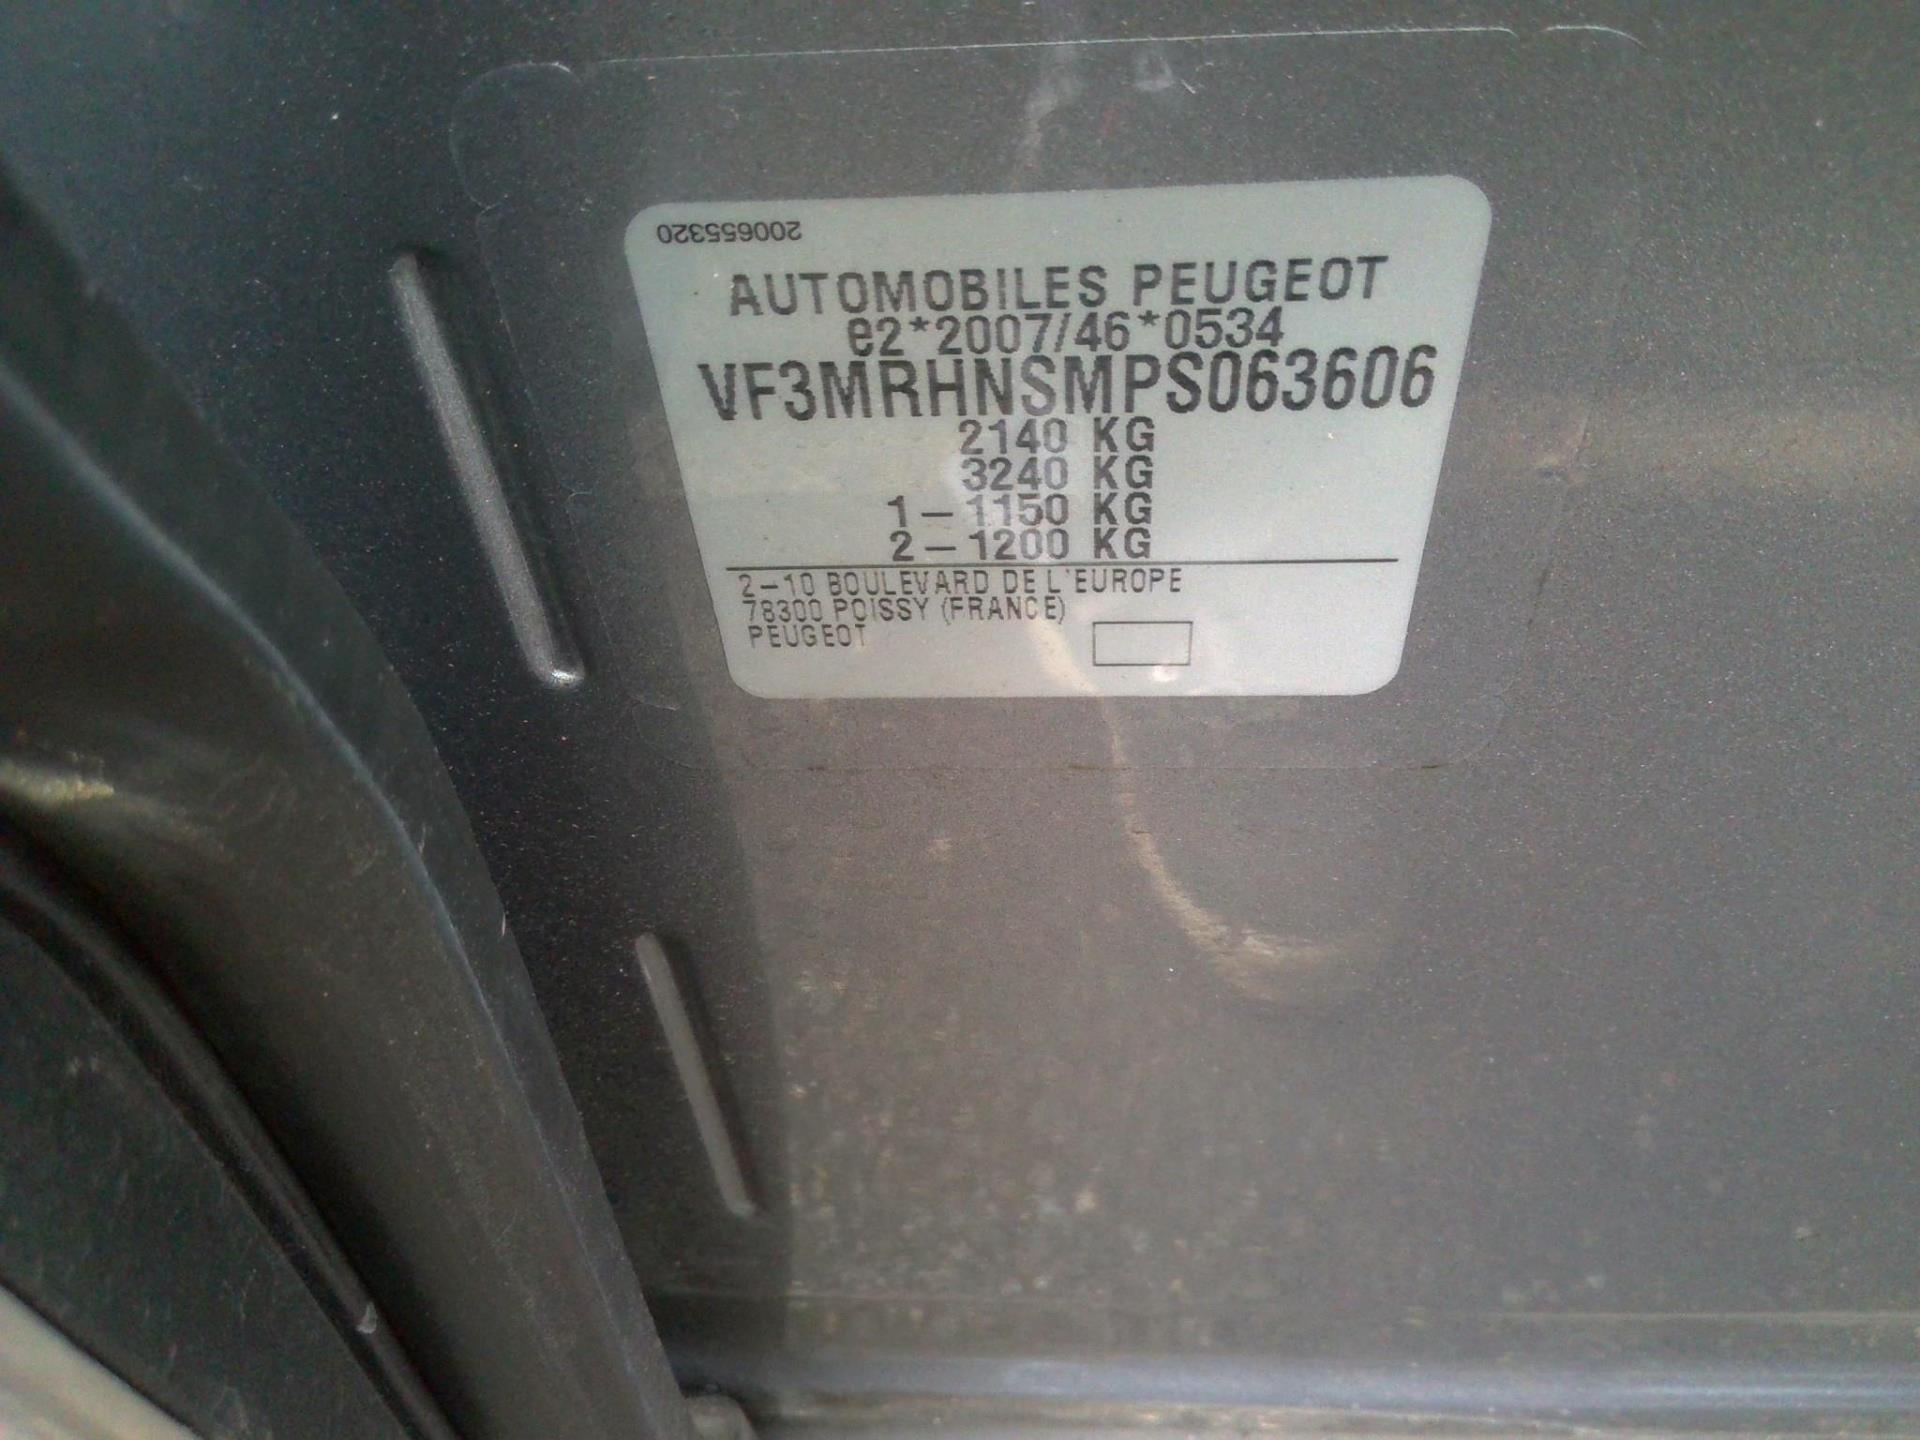 200655320
AUTOMOBILES PEUGEOT
e2*2007/46*0534
VF3MRHNSMPS063606
2140 KG
3240 KG
1-1150 KG
2-1200 KG
2-10 BOULEVARD DE L'EUROPE
78300 POISSY (FRANCE)
PEUGEOT